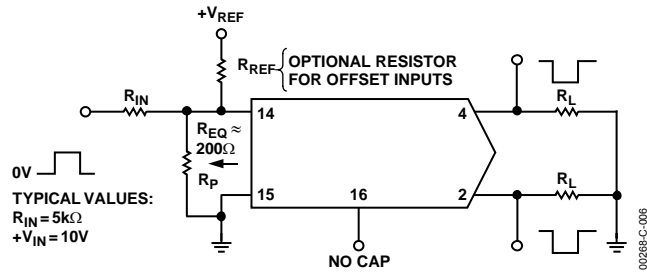 +VREF
RREF
OPTIONAL RESISTOR
FOR OFFSET INPUTS
RIN
RL
14
4
REQ ≈
200Ω
0V
RP
RL
15
16
2
TYPICAL VALUES:
RIN = 5kΩ
+VIN = 10V
NO CAP
00268-C-006